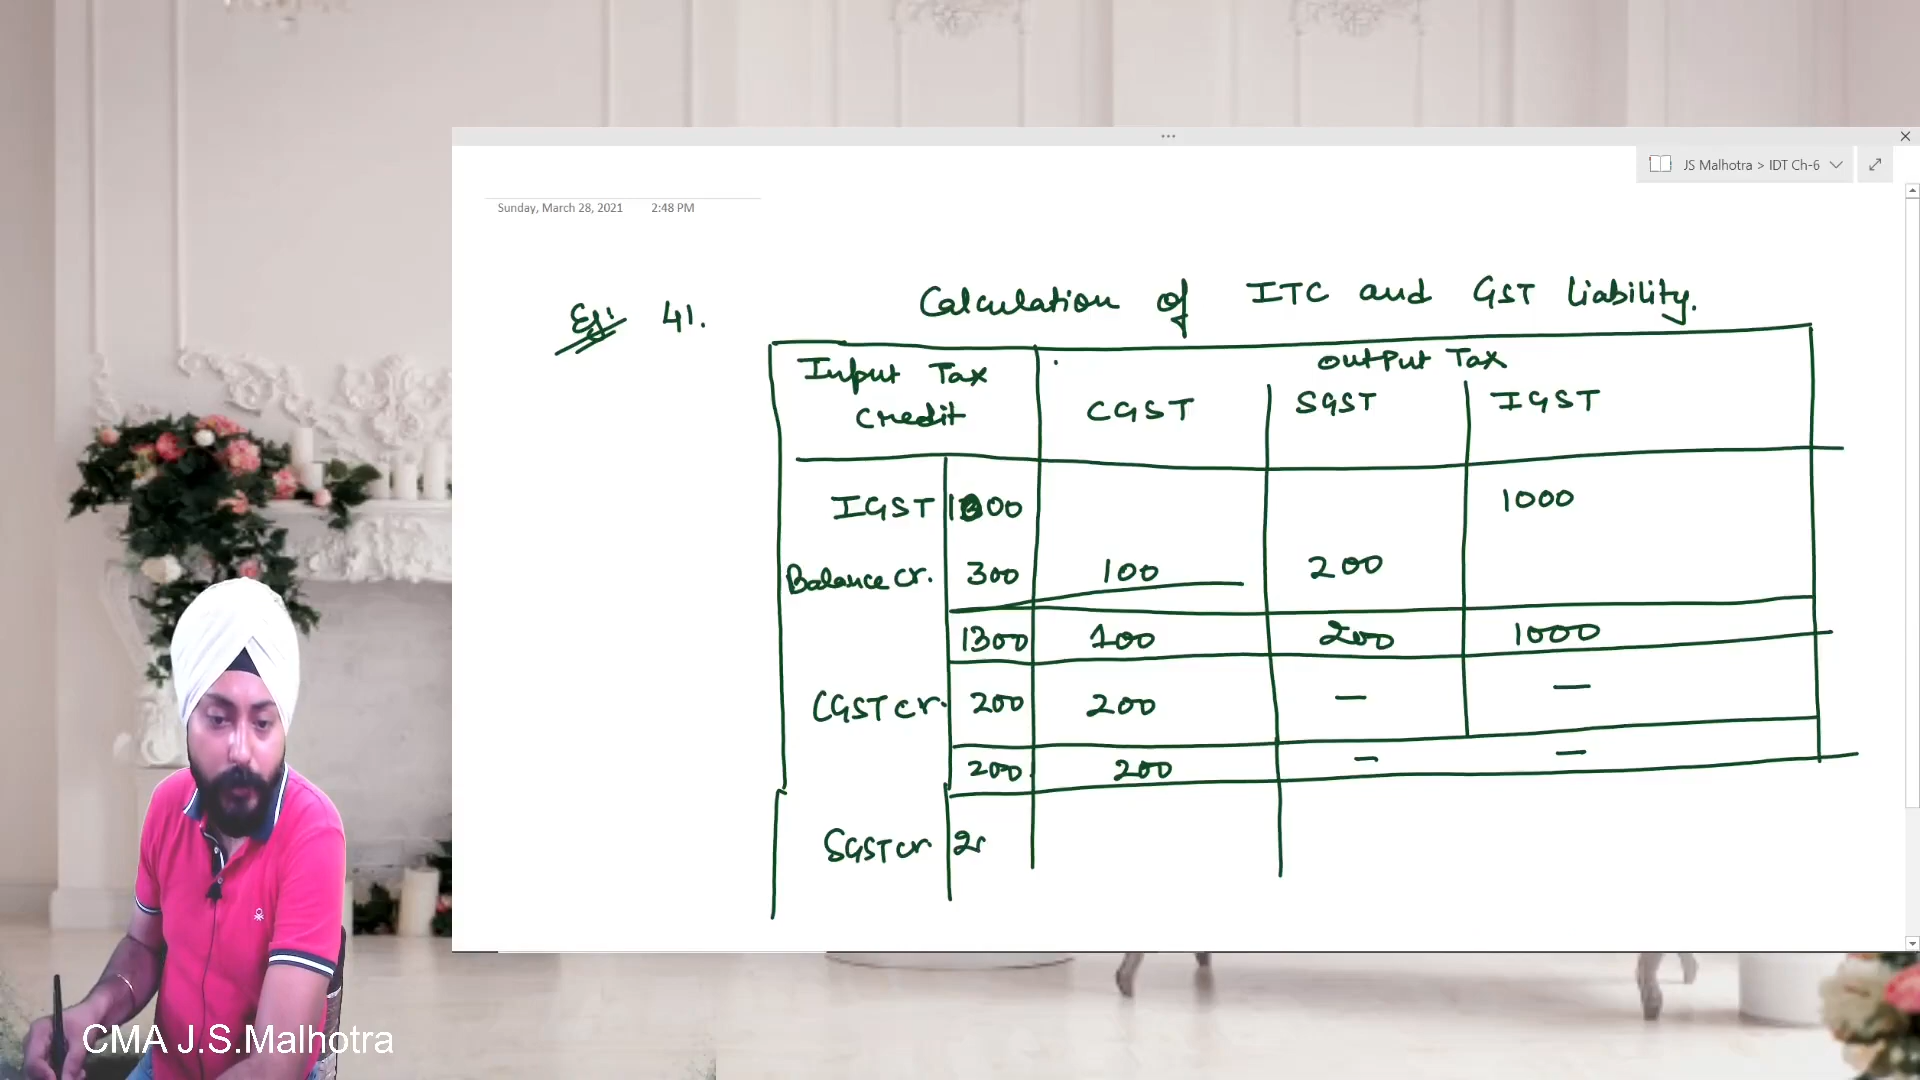 JS Malhotra > IDT Ch-6
Sunday, March 28, 2021 2:48 PM
Eg: 41. Calculation of ITC and GST Liability.
Input Tax Credit Output Tax
CGST SGST IGST
IGST 1300 1000
Balance Cr. 300 100 200
1300 100 200 1000
CGST cr. 200 200 — —
200 200 — —
SGST cr 2
CMA J.S.Malhotra